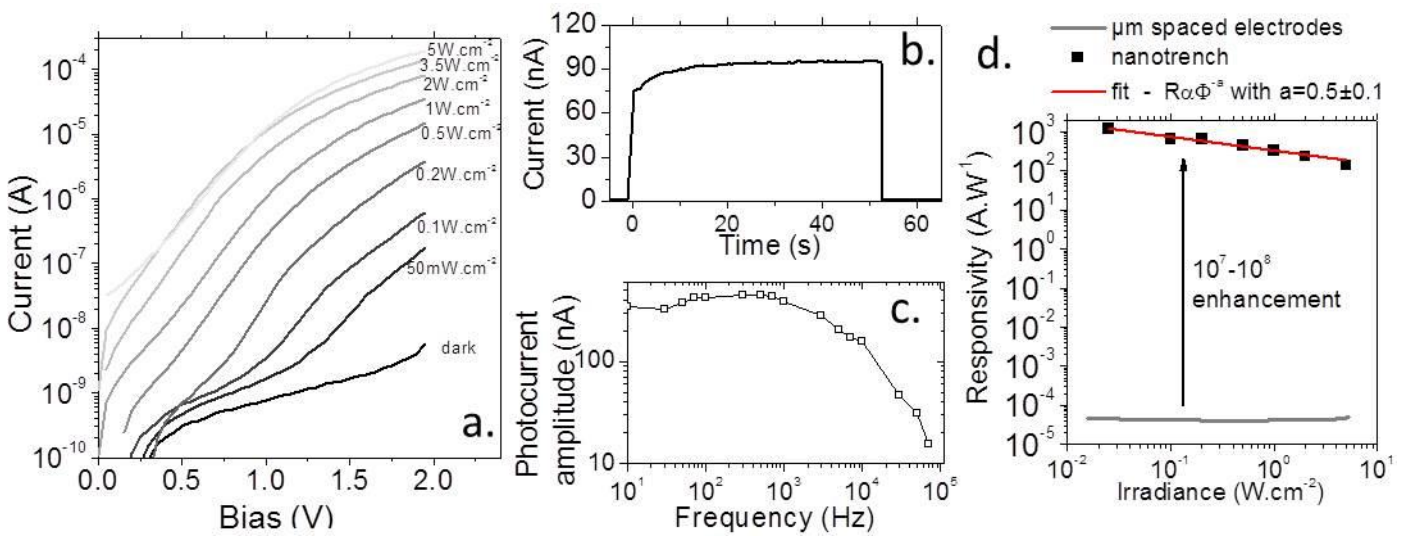 a.
Current (A)
10⁻⁴
10⁻⁵
10⁻⁶
10⁻⁷
10⁻⁸
10⁻⁹
10⁻¹⁰
0.0 0.5 1.0 1.5 2.0
Bias (V)
5W.cm⁻²
3.5W.cm⁻²
2W.cm⁻²
1W.cm⁻²
0.5W.cm⁻²
0.2W.cm⁻²
0.1W.cm⁻²
50mW.cm⁻²
dark
b.
Current (nA)
120
90
60
30
0
0 20 40 60
Time (s)
c.
Photocurrent
amplitude (nA)
100
10
10¹ 10² 10³ 10⁴ 10⁵
Frequency (Hz)
d.
µm spaced electrodes
nanotrench
fit - RαΦ⁻ᵃ with a=0.5±0.1
Responsivity (A.W⁻¹)
10³
10²
10¹
10⁰
10⁻¹
10⁻²
10⁻³
10⁻⁴
10⁻⁵
10⁷-10⁸
enhancement
10⁻² 10⁻¹ 10⁰ 10¹
Irradiance (W.cm⁻²)